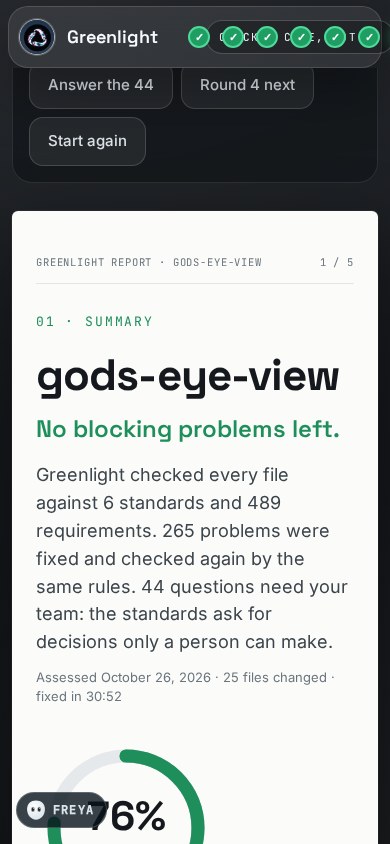 Greenlight
Answer the 44
Round 4 next
Start again
GREENLIGHT REPORT · GODS-EYE-VIEW
1 / 5
01 · SUMMARY
gods-eye-view
No blocking problems left.
Greenlight checked every file
against 6 standards and 489
requirements. 265 problems were
fixed and checked again by the
same rules. 44 questions need your
team: the standards ask for
decisions only a person can make.
Assessed October 26, 2026 · 25 files changed ·
fixed in 30:52
76%
FREYA